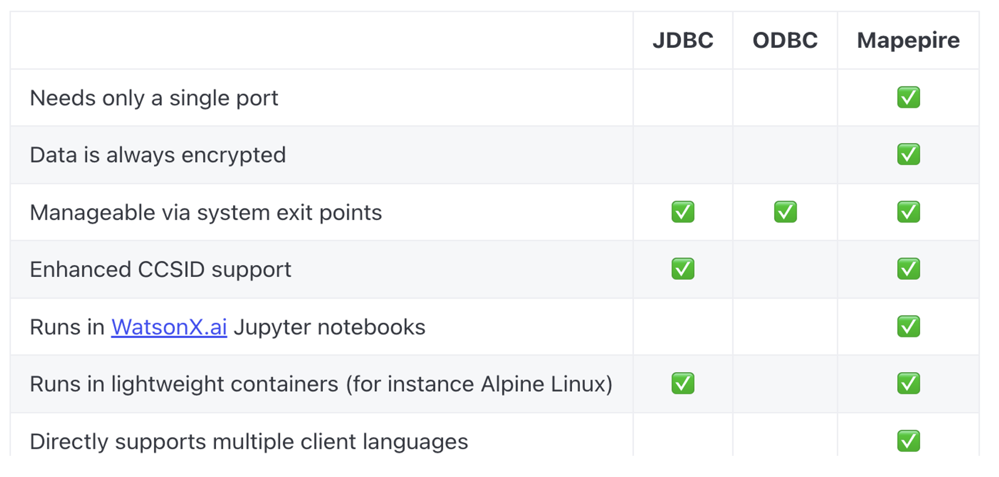 JDBC ODBC Mapepire
Needs only a single port ✅
Data is always encrypted ✅
Manageable via system exit points ✅ ✅ ✅
Enhanced CCSID support ✅ ✅
Runs in WatsonX.ai Jupyter notebooks ✅
Runs in lightweight containers (for instance Alpine Linux) ✅ ✅
Directly supports multiple client languages ✅